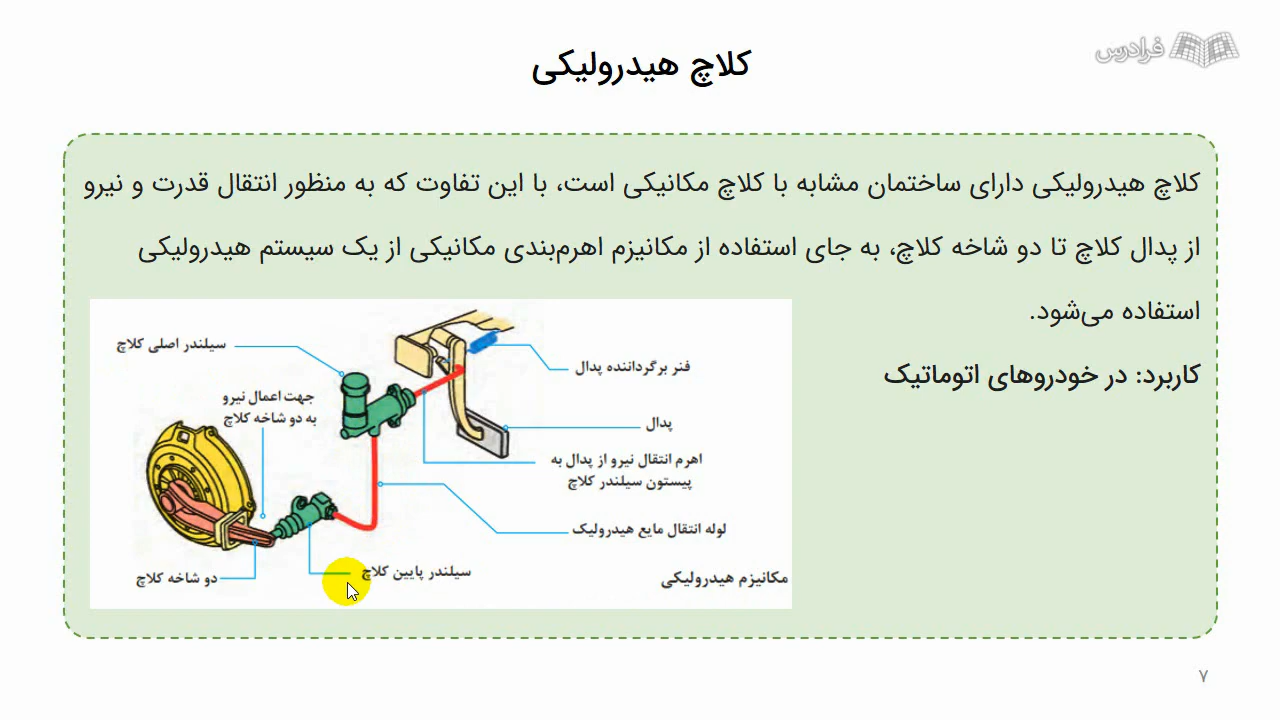 فرادرس
کلاچ هیدرولیکی
کلاچ هیدرولیکی دارای ساختمان مشابه با کلاچ مکانیکی است، با این تفاوت که به منظور انتقال قدرت و نیرو
از پدال کلاچ تا دو شاخه کلاچ، به جای استفاده از مکانیزم اهرم‌بندی مکانیکی از یک سیستم هیدرولیکی
استفاده می‌شود.
کاربرد: در خودروهای اتوماتیک
سیلندر اصلی کلاچ
فنر برگرداننده پدال
جهت اعمال نیرو
به دو شاخه کلاچ
پدال
اهرم انتقال نیرو از پدال به
پیستون سیلندر کلاچ
لوله انتقال مایع هیدرولیک
سیلندر پایین کلاچ
دو شاخه کلاچ
مکانیزم هیدرولیکی
۷